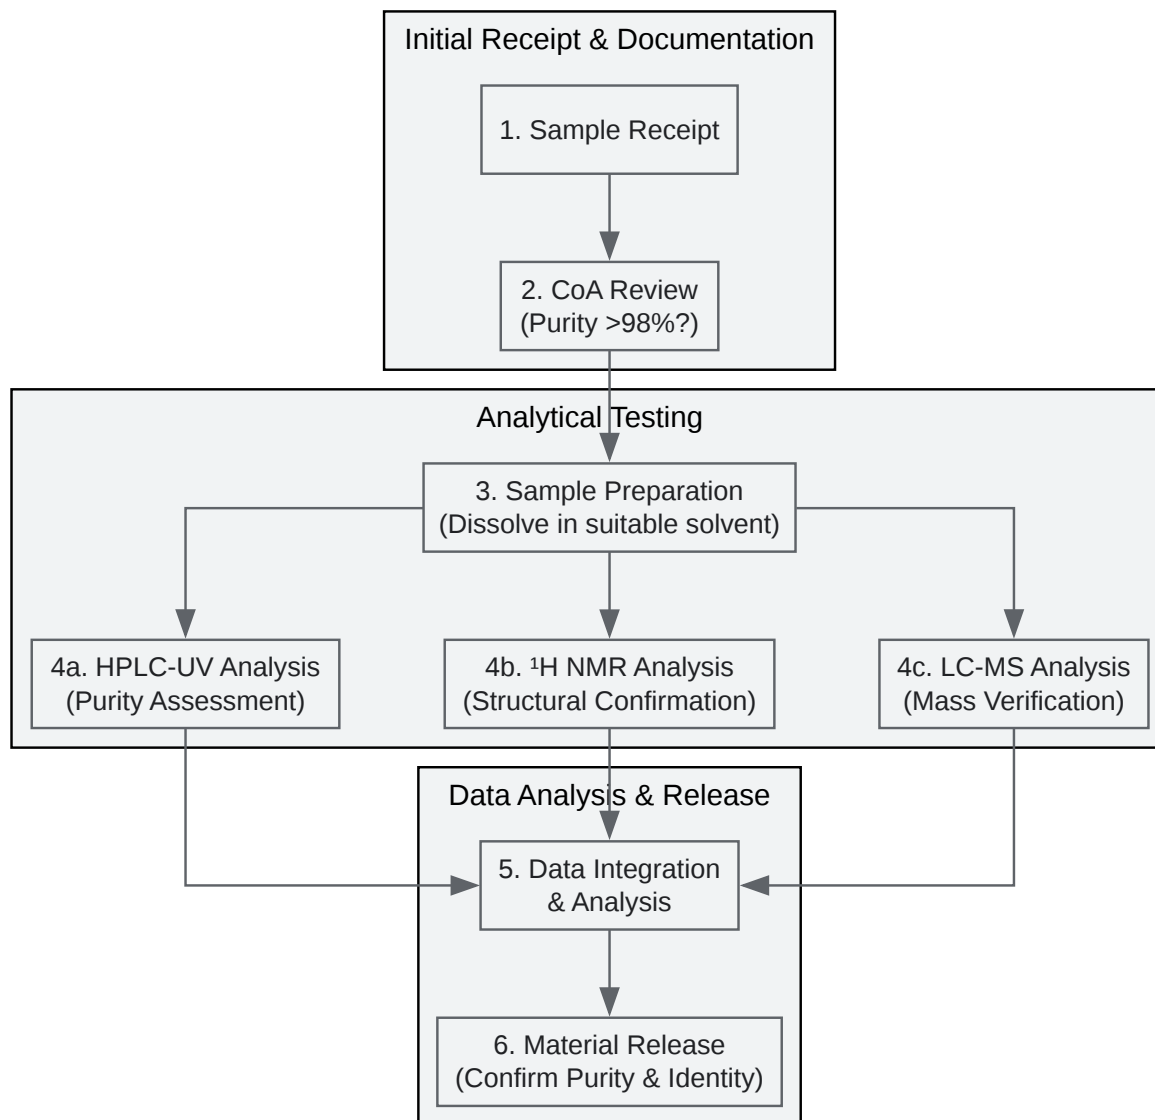 Initial Receipt & Documentation
1. Sample Receipt
2. CoA Review
(Purity >98%?)
Analytical Testing
3. Sample Preparation
(Dissolve in suitable solvent)
4a. HPLC-UV Analysis
(Purity Assessment)
4b. ¹H NMR Analysis
(Structural Confirmation)
4c. LC-MS Analysis
(Mass Verification)
Data Analysis & Release
5. Data Integration
& Analysis
6. Material Release
(Confirm Purity & Identity)